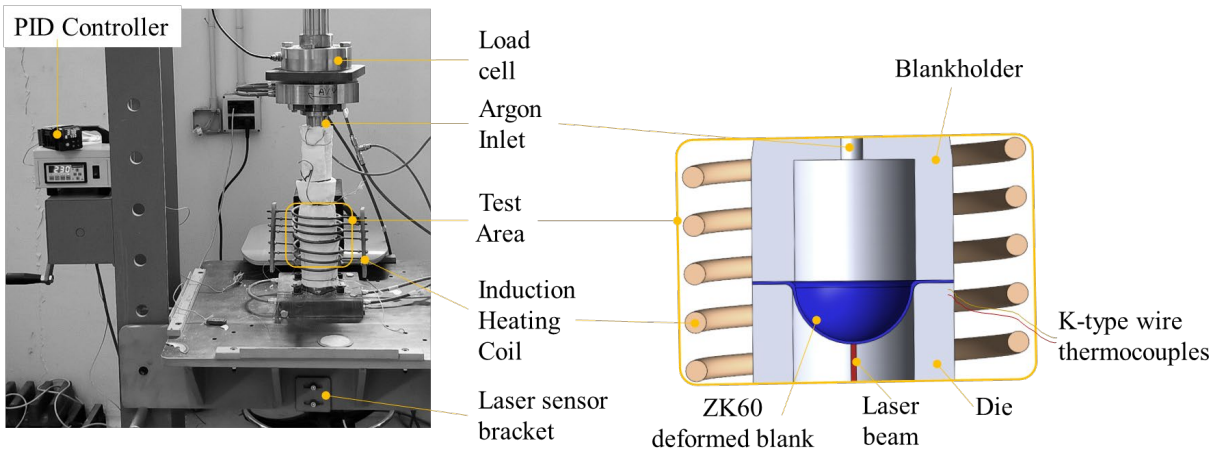 PID Controller
Load
cell
Argon
Inlet
Test
Area
Induction
Heating
Coil
Laser sensor
bracket
230
Blankholder
K-type wire
thermocouples
ZK60
deformed blank
Laser
beam
Die